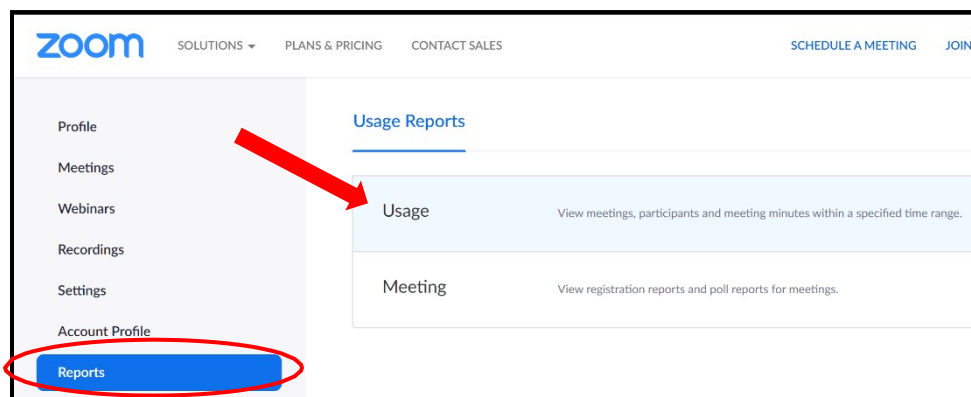 zoom SOLUTIONS PLANS & PRICING CONTACT SALES SCHEDULE A MEETING JOIN
Profile
Meetings
Webinars
Recordings
Settings
Account Profile
Reports
Usage Reports
Usage View meetings, participants and meeting minutes within a specified time range.
Meeting View registration reports and poll reports for meetings.